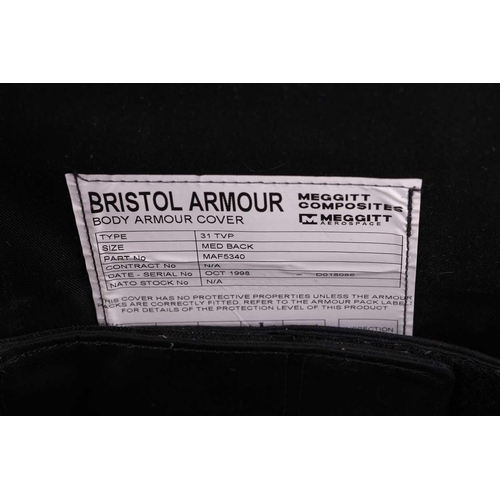 BRISTOL ARMOUR
BODY ARMOUR COVER
MEGGITT
COMPOSITES
MEGGITT
AEROSPACE
TYPE 31 TVP
SIZE MED BACK
PART No MAF5340
CONTRACT No N/A
DATE - SERIAL No OCT 1998 -
NATO STOCK No N/A
THIS COVER HAS NO PROTECTIVE PROPERTIES UNLESS THE ARMOUR
PACKS ARE CORRECTLY FITTED. REFER TO THE ARMOUR PACK LABEL
FOR DETAILS OF THE PROTECTION LEVEL OF THIS PRODUCT